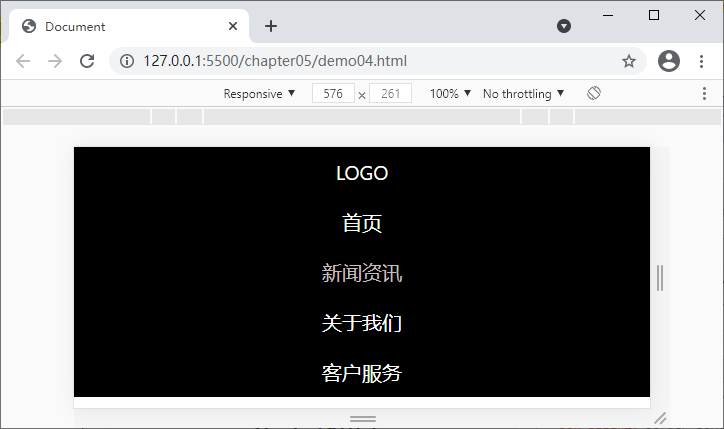 Document
127.0.0.1:5500/chapter05/demo04.html
Responsive 576 × 261 100% No throttling
LOGO
首页
新闻资讯
关于我们
客户服务